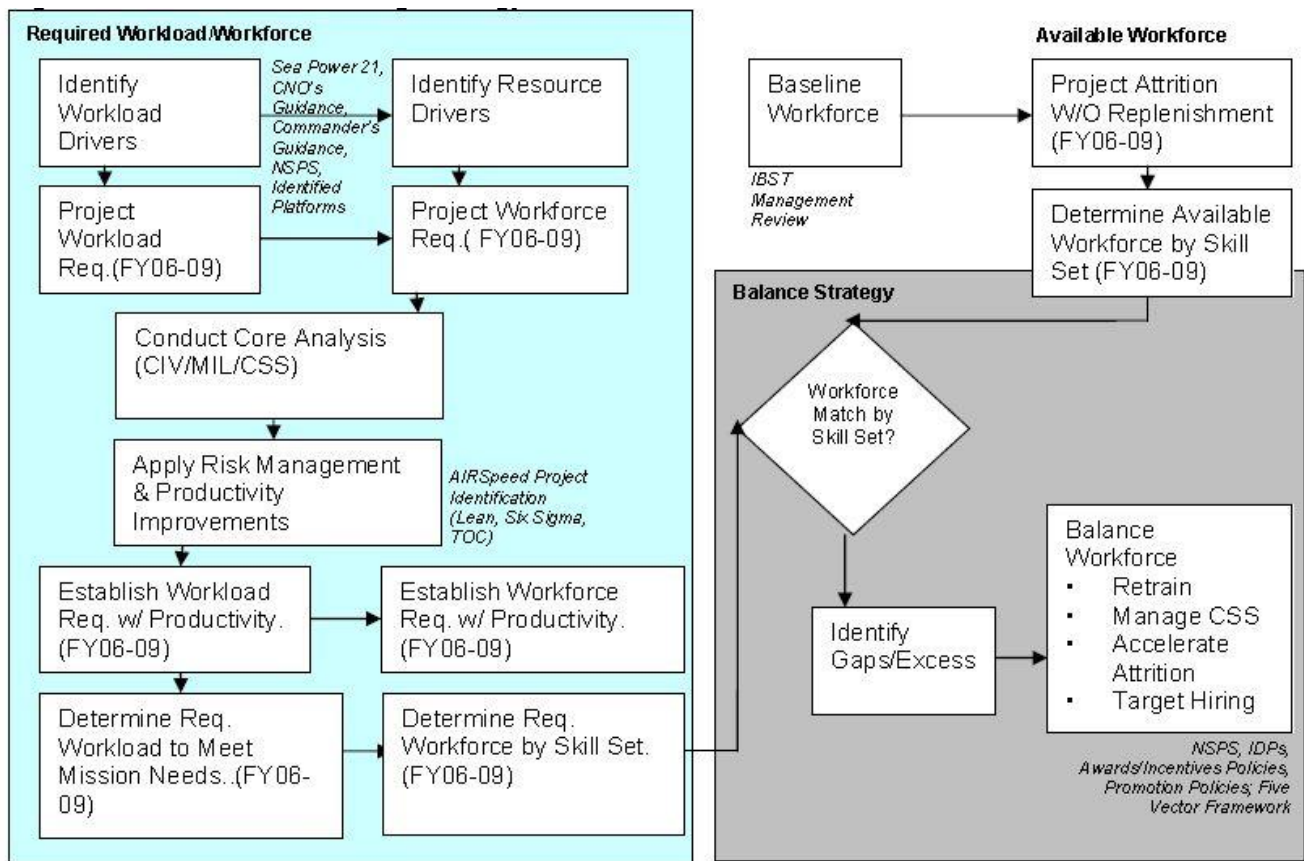 Required Workload/Workforce
Identify
Workload
Drivers
Sea Power 21,
CNO's
Guidance,
Commander's
Guidance,
NSPS,
Identified
Platforms
Identify Resource
Drivers
Project
Workload
Req.(FY06-09)
Project Workforce
Req.( FY06-09)
Conduct Core Analysis
(CIV/MIL/CSS)
Apply Risk Management
& Productivity
Improvements
AIRSpeed Project
Identification
(Lean, Six Sigma,
TOC)
Establish Workload
Req. w/ Productivity.
(FY06-09)
Establish Workforce
Req. w/ Productivity.
(FY06-09)
Determine Req.
Workload to Meet
Mission Needs..(FY06-
09)
Determine Req.
Workforce by Skill Set.
(FY06-09)
Available Workforce
Baseline
Workforce
IBST
Management
Review
Project Attrition
W/O Replenishment
(FY06-09)
Determine Available
Workforce by Skill
Set (FY06-09)
Balance Strategy
Workforce
Match by
Skill Set?
Identify
Gaps/Excess
Balance
Workforce
▪ Retrain
▪ Manage CSS
▪ Accelerate
Attrition
▪ Target Hiring
NSPS, IDPs,
Awards/Incentives Policies,
Promotion Policies; Five
Vector Framework